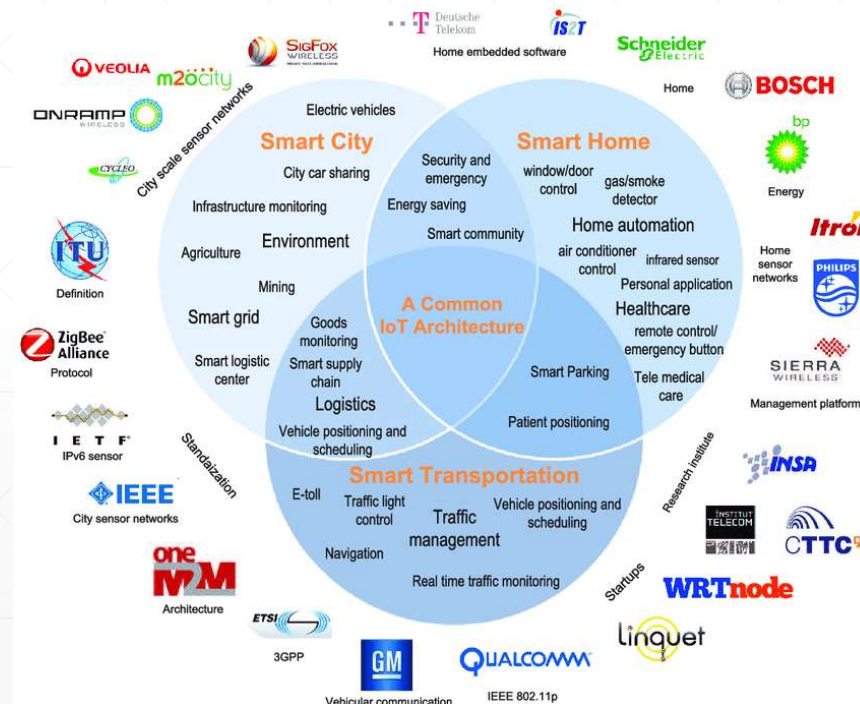 Deutsche
Telekom
IS2T
Home embedded software
SIGFOX
WIRELESS
Schneider
Electric
VEOLIA
m2ocity
Home
BOSCH
ONRAMP
WIRELESS
City scale sensor networks
CYCLEO
bp
Energy
Electric vehicles
Smart City
City car sharing
Infrastructure monitoring
Agriculture
Environment
Mining
Smart grid
Smart logistic
center
Security and
emergency
Energy saving
Smart community
Smart Home
window/door
control
gas/smoke
detector
Home automation
air conditioner
control
infrared sensor
Personal application
Healthcare
remote control/
emergency button
Tele medical
care
A Common
IoT Architecture
Goods
monitoring
Smart supply
chain
Logistics
Vehicle positioning and
scheduling
Smart Parking
Patient positioning
Smart Transportation
E-toll
Traffic light
control
Traffic
management
Vehicle positioning and
scheduling
Navigation
Real time traffic monitoring
ITU
Definition
ZigBee
Alliance
Protocol
IETF
IPv6 sensor
Standaization
IEEE
City sensor networks
one
M2M
Architecture
ETSI
3GPP
GM
Vehicular communication
QUALCOMM
IEEE 802.11p
Itron
Home
sensor
networks
PHILIPS
SIERRA
WIRELESS
Management platform
Research institute
INSA
INSTITUT
TELECOM
CTTC
Startups
WRTnode
Linquet